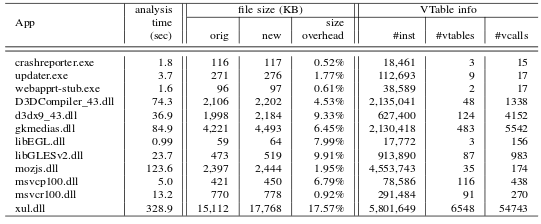 App analysis time (sec) file size (KB) VTable info
orig new size overhead #inst #vtables #vcalls
crashreporter.exe 1.8 116 117 0.52% 18,461 3 15
updater.exe 3.7 271 276 1.77% 112,693 9 17
webapprt-stub.exe 1.6 96 97 0.61% 38,589 2 17
D3DCompiler_43.dll 74.3 2,106 2,202 4.53% 2,135,041 48 1338
d3dx9_43.dll 36.9 1,998 2,184 9.33% 627,400 124 4152
gkmedias.dll 84.9 4,221 4,493 6.45% 2,130,418 483 5542
libEGL.dll 0.99 59 64 7.99% 17,772 3 156
libGLESv2.dll 23.7 473 519 9.91% 913,890 87 983
mozjs.dll 123.6 2,397 2,444 1.95% 4,553,743 35 174
msvcp100.dll 5.0 421 450 6.79% 78,586 116 438
msvcr100.dll 13.2 770 778 0.92% 291,484 91 270
xul.dll 328.9 15,112 17,768 17.57% 5,801,649 6548 54743